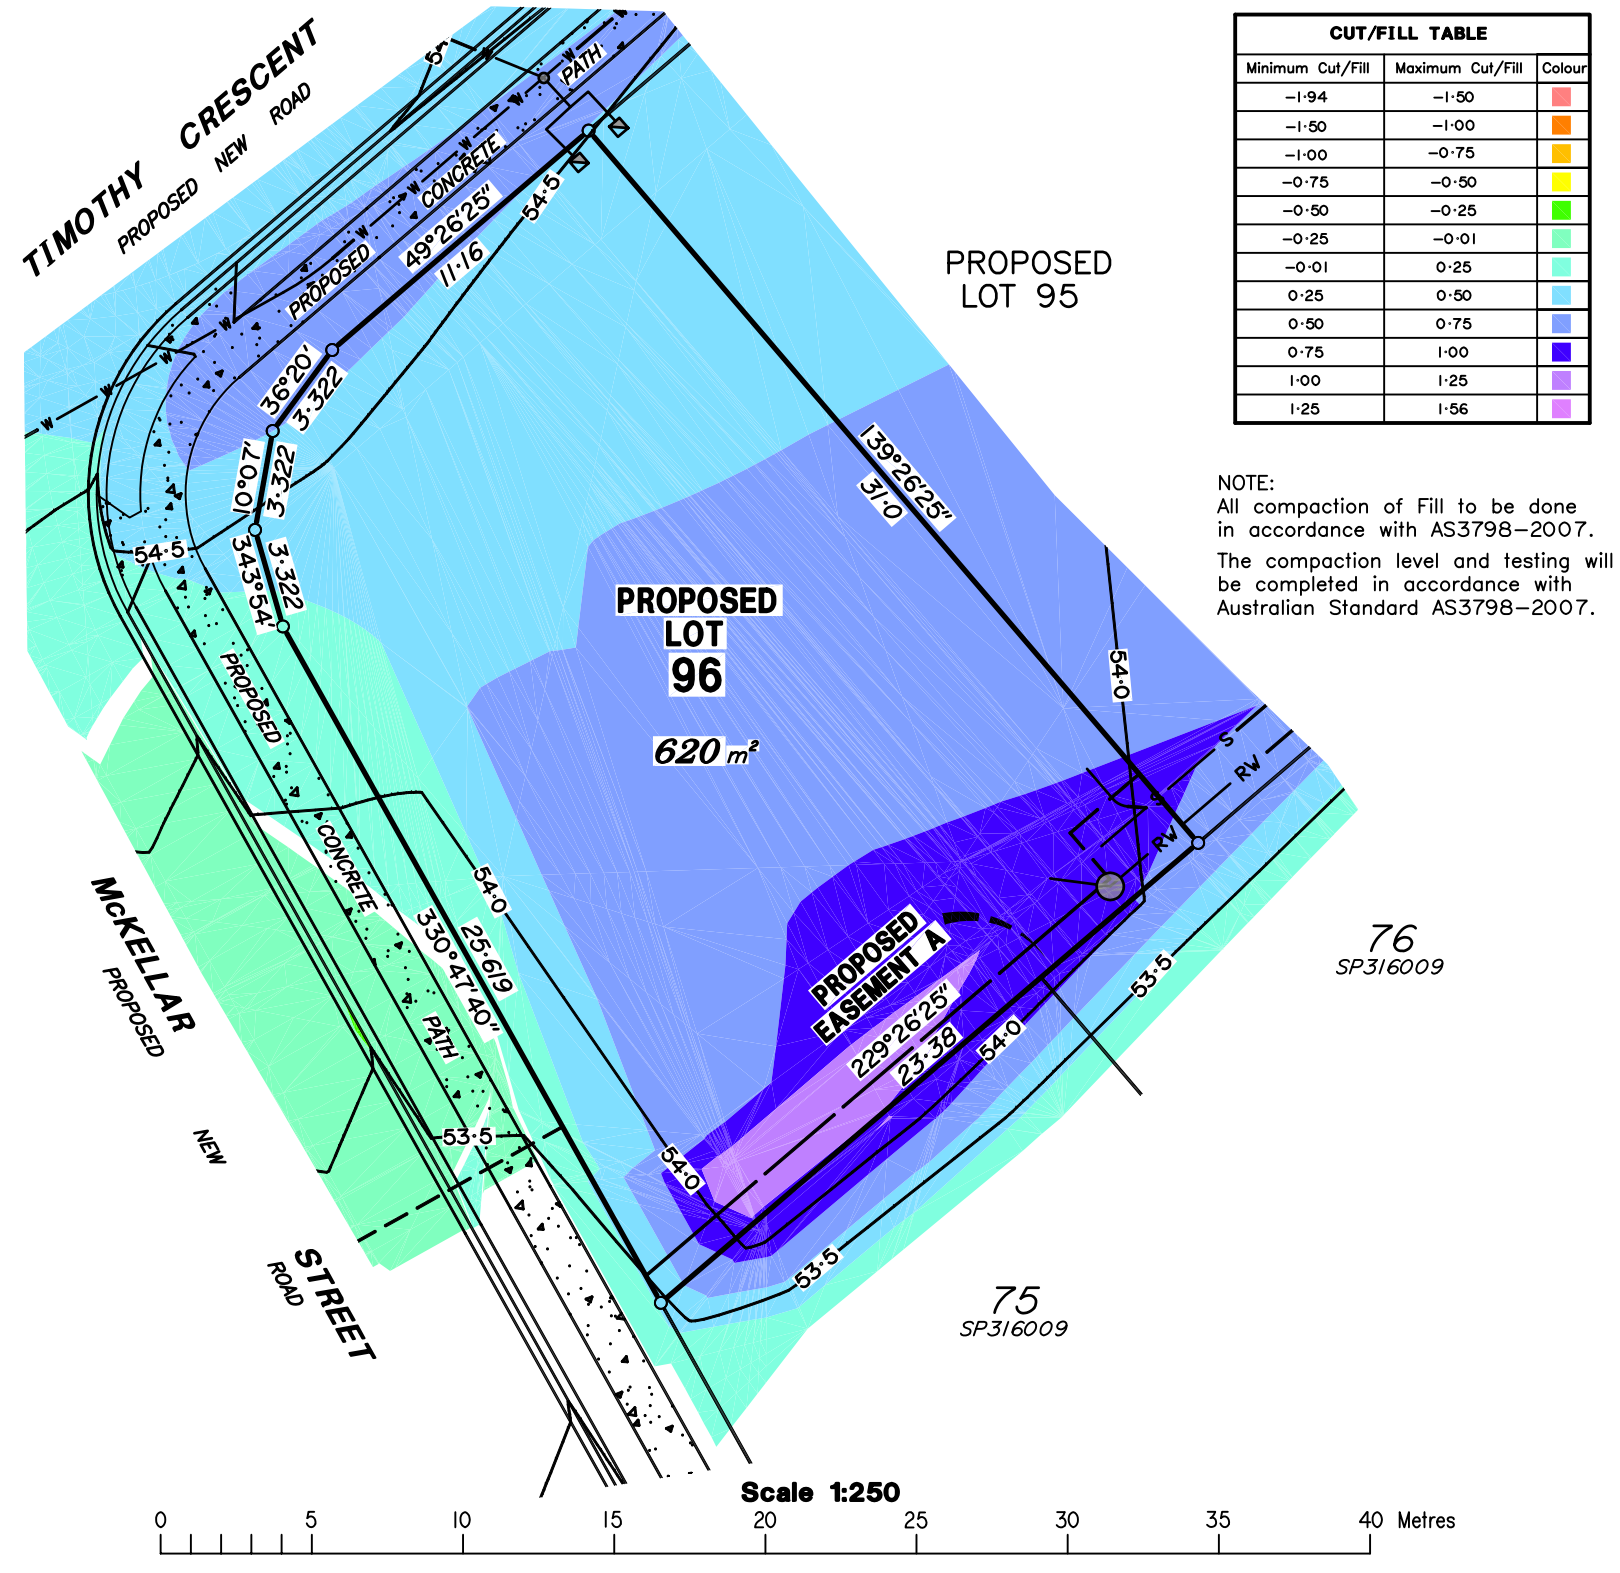 TIMOTHY CRESCENT
PROPOSED NEW ROAD
PROPOSED CONCRETE PATH
W W W W W W W W W W
54·5
49°26'25"
11·16
36°20'
3·322
10°07'
3·322
343°54'
3·322
54·5
PROPOSED
LOT 95
139°26'25"
31·0
CUT/FILL TABLE
Minimum Cut/Fill Maximum Cut/Fill Colour
-1·94 -1·50
-1·50 -1·00
-1·00 -0·75
-0·75 -0·50
-0·50 -0·25
-0·25 -0·01
-0·01 0·25
0·25 0·50
0·50 0·75
0·75 1·00
1·00 1·25
1·25 1·56
NOTE:
All compaction of Fill to be done
in accordance with AS3798-2007.
The compaction level and testing will
be completed in accordance with
Australian Standard AS3798-2007.
PROPOSED
LOT
96
620 m²
54·0
S
RW
S
RW
PROPOSED CONCRETE PATH
McKELLAR STREET
PROPOSED NEW ROAD
54·0
25·619
330°47'40"
53·5
54·0
PROPOSED
EASEMENT A
229°26'25"
23·38
54·0
53·5
53·5
76
SP316009
75
SP316009
Scale 1:250
0 5 10 15 20 25 30 35 40 Metres